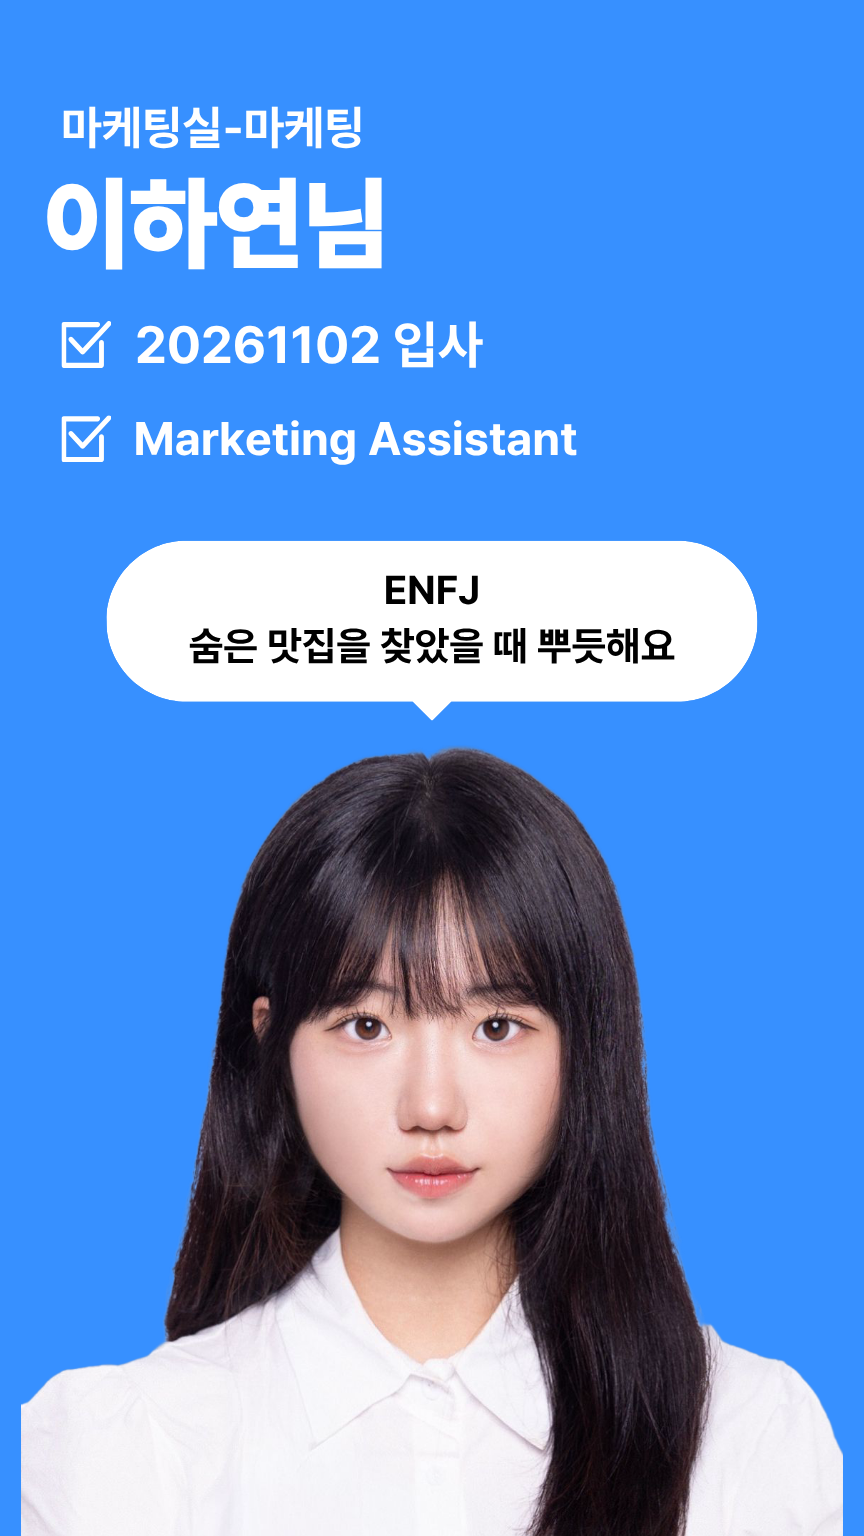 마케팅실-마케팅
이하연님
20261102 입사
Marketing Assistant
ENFJ
숨은 맛집을 찾았을 때 뿌듯해요